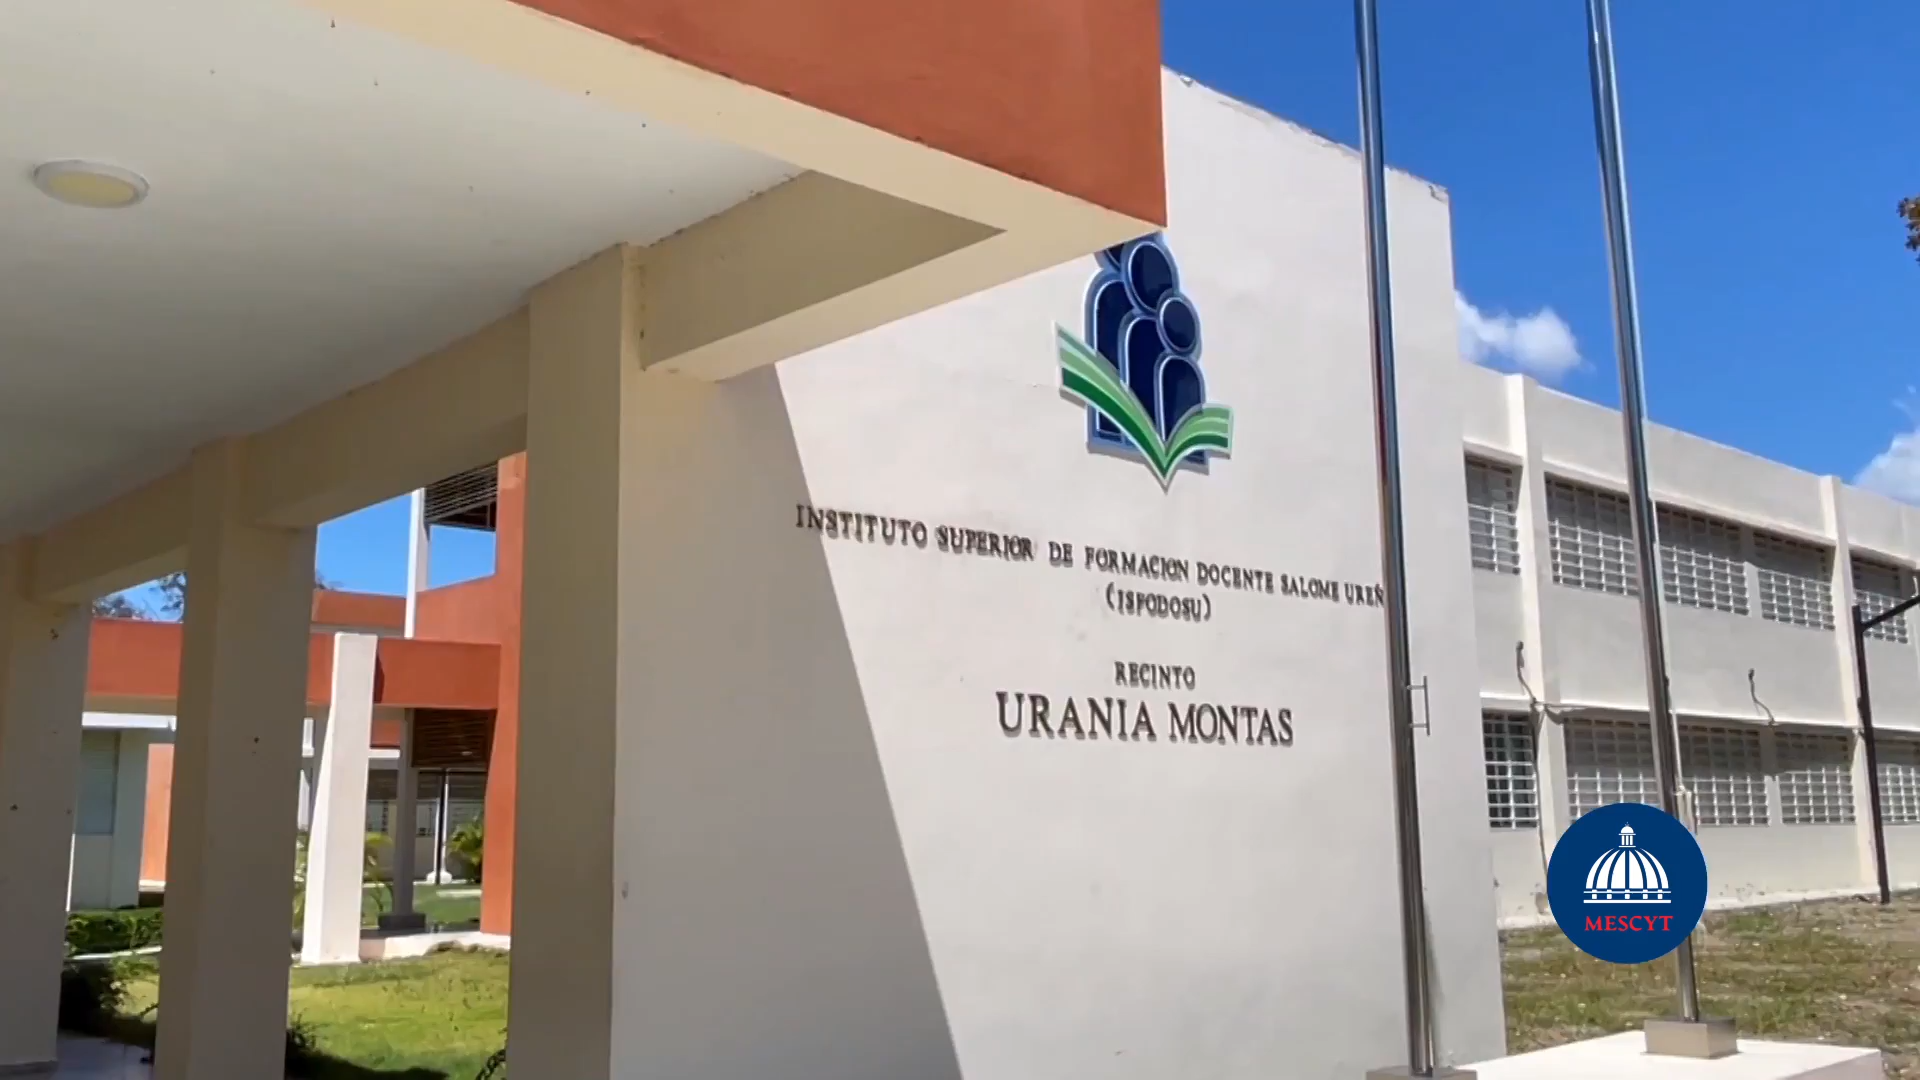 INSTITUTO SUPERIOR DE FORMACION DOCENTE SALOME UREÑ
(ISFODOSU)
RECINTO
URANIA MONTAS
MESCYT